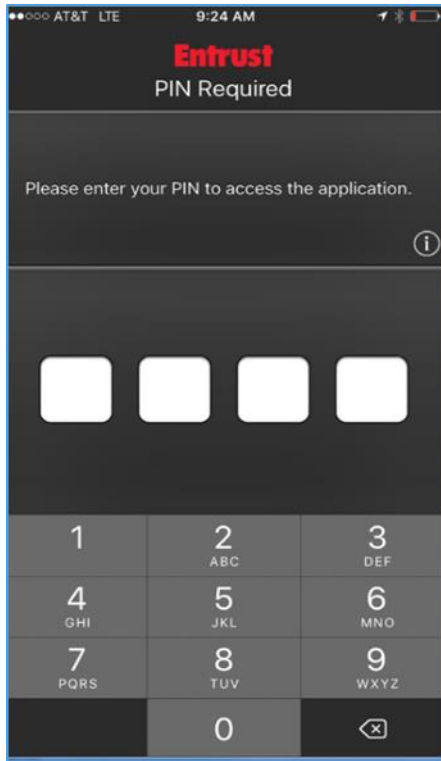 AT&T LTE 9:24 AM
Entrust
PIN Required
Please enter your PIN to access the application.
i
1 2 3
ABC DEF
4 5 6
GHI JKL MNO
7 8 9
PQRS TUV WXYZ
0